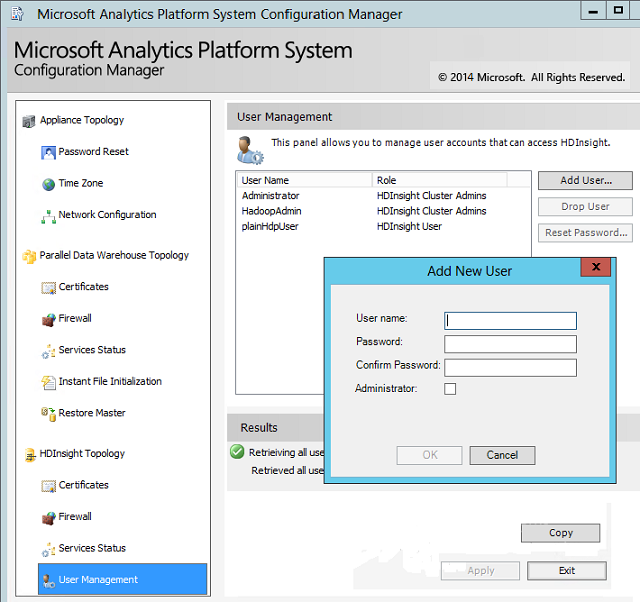 Microsoft Analytics Platform System Configuration Manager
Microsoft Analytics Platform System
Configuration Manager
© 2014 Microsoft. All Rights Reserved.
Appliance Topology
Password Reset
Time Zone
Network Configuration
Parallel Data Warehouse Topology
Certificates
Firewall
Services Status
Instant File Initialization
Restore Master
HDInsight Topology
Certificates
Firewall
Services Status
User Management
User Management
This panel allows you to manage user accounts that can access HDInsight.
User Name Role
Administrator HDInsight Cluster Admins
HadoopAdmin HDInsight Cluster Admins
plainHdpUser HDInsight User
Add User...
Drop User
Reset Password...
Add New User
x
User name:
Password:
Confirm Password:
Administrator:
OK Cancel
Results
Retrieving all use
Retrieved all use
Copy
Apply Exit